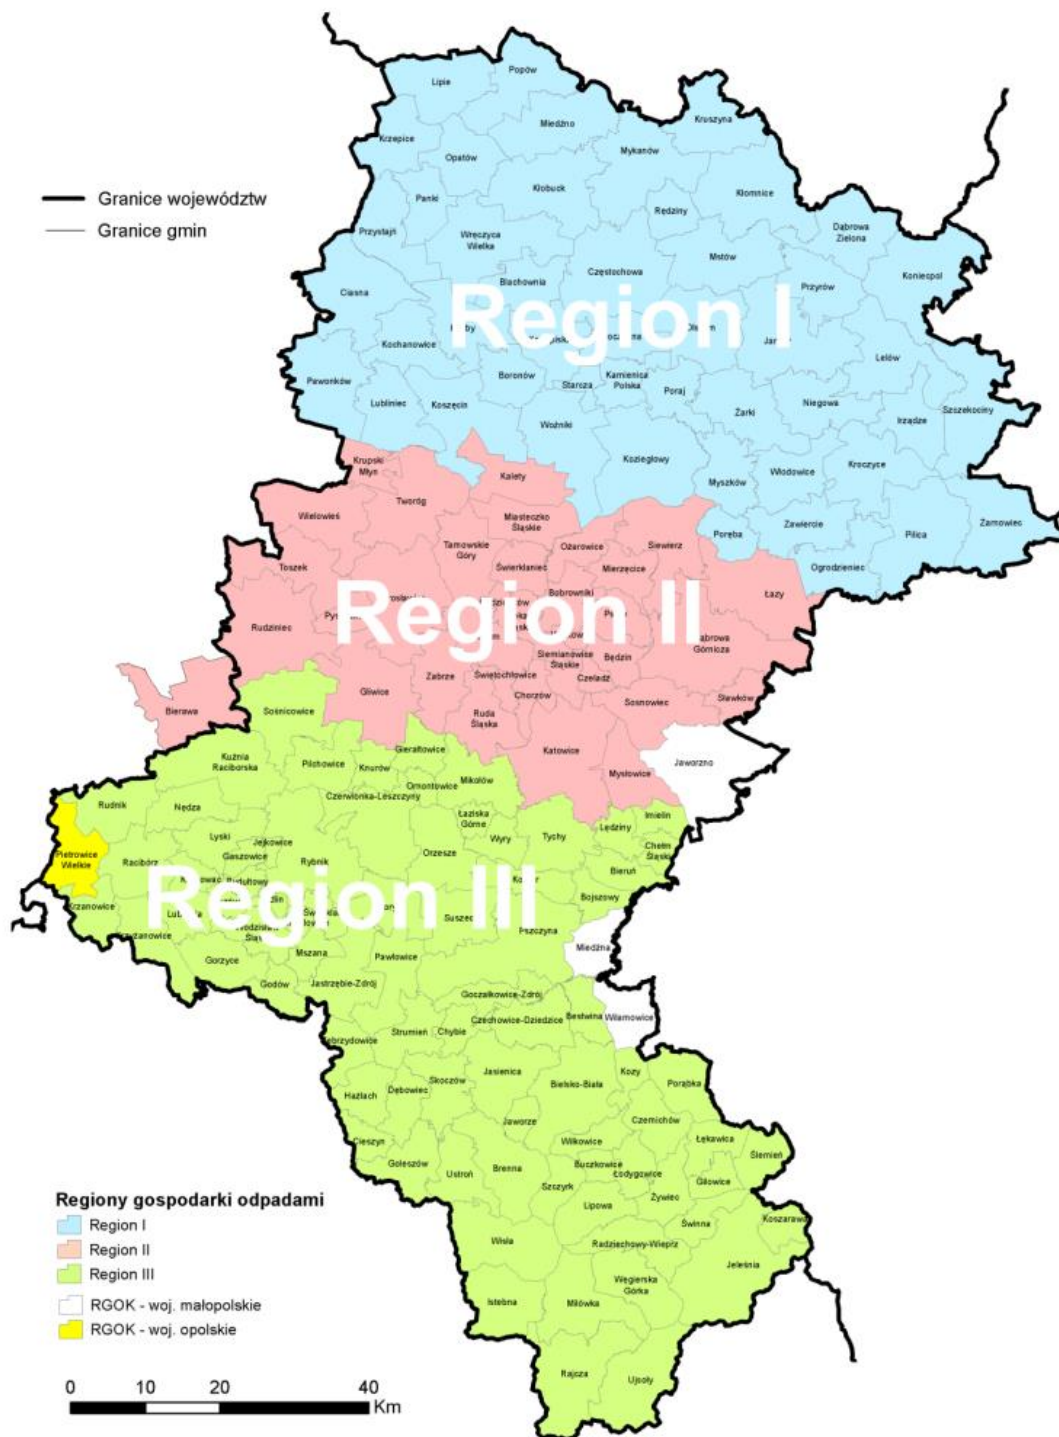 Lipie
Popów
Kruszyna
Miedźno
Krzepice
Mykanów
Opatów
Kłobuck
Kłomnice
Granice województw
Panki
Rędziny
Granice gmin
Przystajń
Dąbrowa
Zielona
Wręczyca
Wielka
Mstów
Częstochowa
Koniecpol
Blachownia
Przyrów
Ciasna
Region I
Kochanowice
Lelów
Pawonków
Boronów
Starcza
Kamienica
Polska
Poraj
Niegowa
Szczekociny
Lubliniec
Koszęcin
Żarki
Irządze
Woźniki
Koziegłowy
Krupski
Młyn
Kalety
Włodowice
Kroczyce
Myszków
Tworóg
Wielowieś
Miasteczko
Śląskie
Zawiercie
Żarnowiec
Poręba
Pilica
Tarnowskie
Góry
Ożarowice
Siewierz
Toszek
Świerklaniec
Mierzęcice
Ogrodzieniec
Bobrowniki
Łazy
Region II
Rudziniec
Siemianowice
Śląskie
Będzin
Zabrze
Świętochłowice
Czeladź
Gliwice
Chorzów
Sosnowiec
Sławków
Bierawa
Sośnicowice
Ruda
Śląska
Katowice
Gierałtowice
Kuźnia
Raciborska
Pilchowice
Knurów
Mysłowice
Jaworzno
Mikołów
Ornontowice
Czerwionka-Leszczyny
Rudnik
Nędza
Łaziska
Górne
Imielin
Lędziny
Lyski
Jejkowice
Wyry
Tychy
Chełm
Śląski
Pietrowice
Wielkie
Racibórz
Gaszowice
Rybnik
Orzesze
Bieruń
Region III
Bojszowy
Suszec
Pszczyna
Miedźna
Mszana
Gorzyce
Pawłowice
Godów
Jastrzębie-Zdrój
Goczałkowice-Zdrój
Czechowice-Dziedzice
Bestwina
Wilamowice
Strumień
Chybie
Kozy
Jasienica
Skoczów
Bielsko-Biała
Porąbka
Dębowiec
Hażlach
Jaworze
Czernichów
Cieszyn
Wilkowice
Łękawica
Ślemień
Goleszów
Buczkowice
Ustroń
Brenna
Łodygowice
Gilowice
Regiony gospodarki odpadami
Szczyrk
Lipowa
Żywiec
Region I
Świnna
Koszarawa
Region II
Wisła
Radziechowy-Wieprz
Region III
Jeleśnia
Węgierska
Górka
RGOK - woj. małopolskie
Istebna
Milówka
RGOK - woj. opolskie
Rajcza
Ujsoły
0 10 20 40
Km